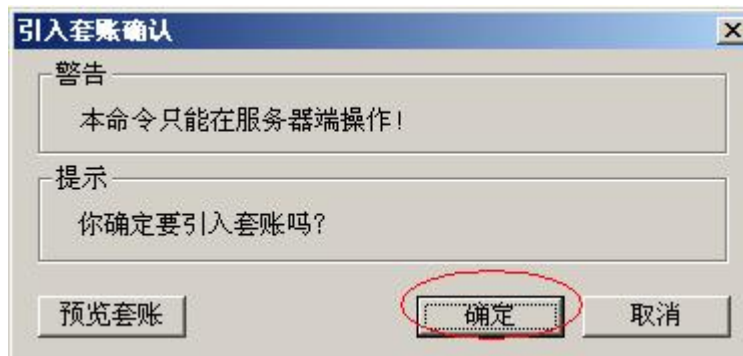 引入套账确认
警告
本命令只能在服务器端操作!
提示
你确定要引入套账吗?
预览套账 确定 取消